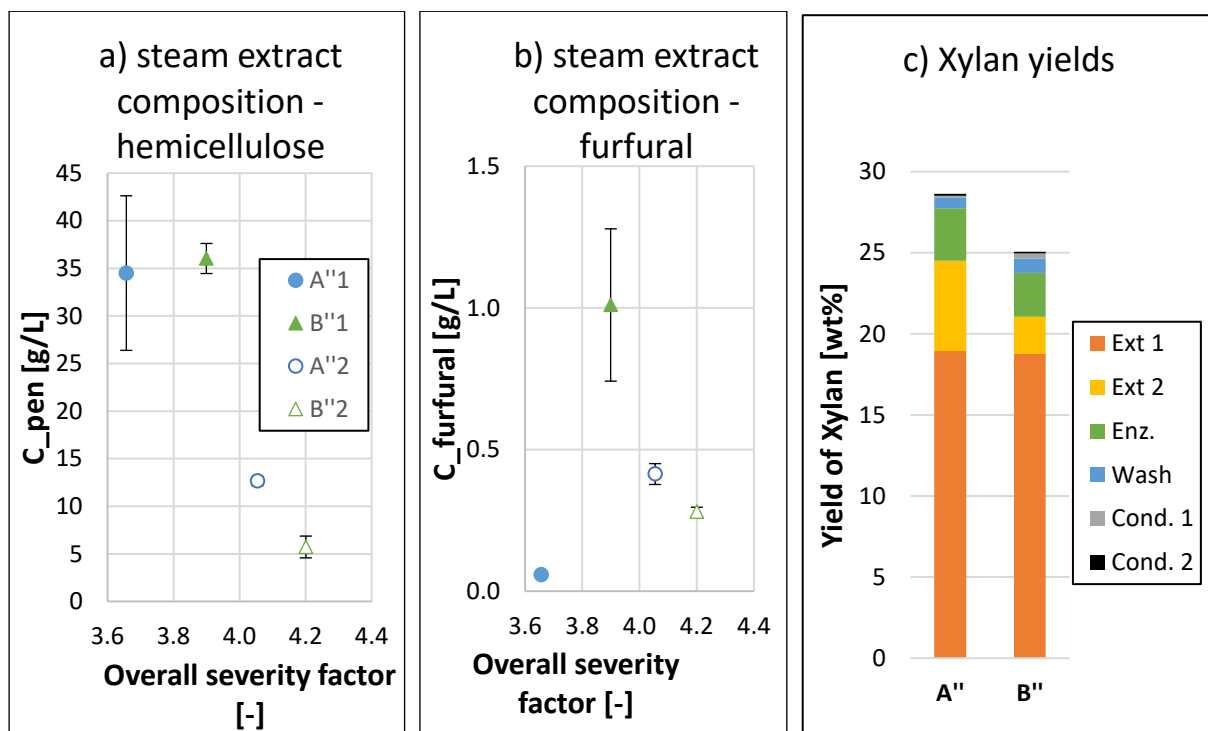 a) steam extract
composition -
hemicellulose
45
40
35
30
25
20
15
10
5
0
C_pen [g/L]
3.6 3.8 4.0 4.2 4.4
Overall severity factor
[-]
A''1
B''1
A''2
B''2
b) steam extract
composition -
furfural
1.5
1.0
0.5
0.0
C_furfural [g/L]
3.6 3.8 4.0 4.2 4.4
Overall severity
factor [-]
c) Xylan yields
30
25
20
15
10
5
0
Yield of Xylan [wt%]
A'' B''
Ext 1
Ext 2
Enz.
Wash
Cond. 1
Cond. 2